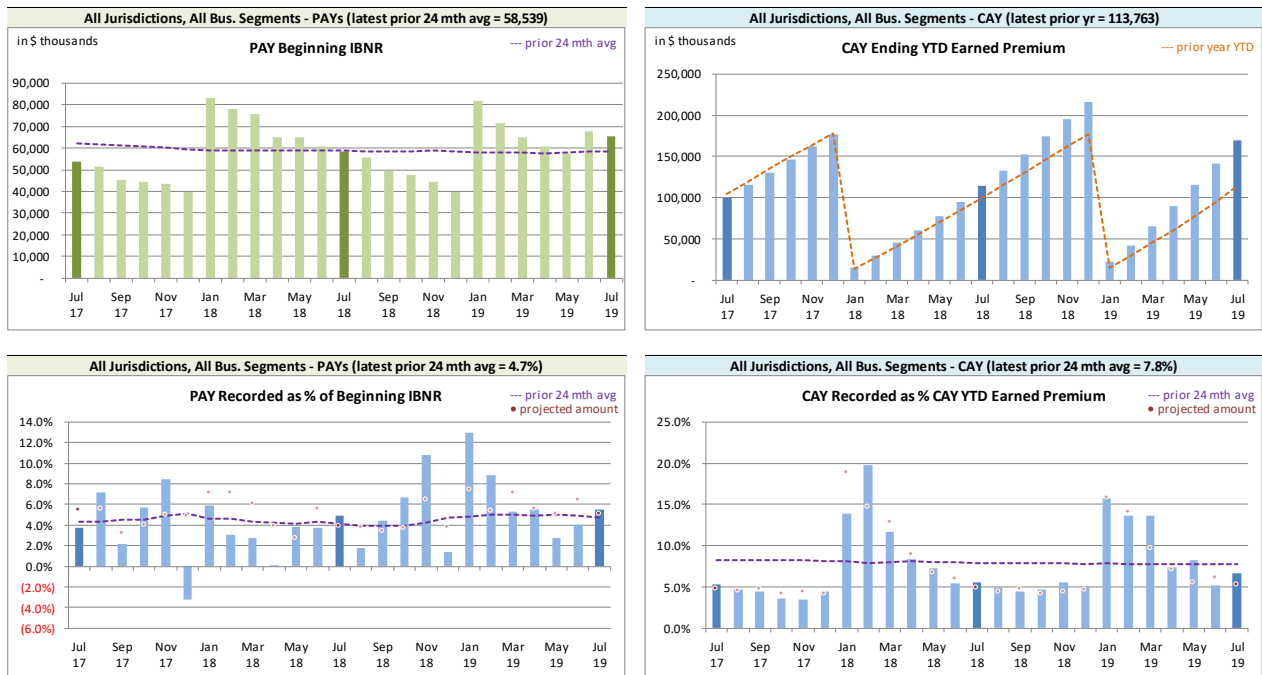 All Jurisdictions, All Bus. Segments - PAYs (latest prior 24 mth avg = 58,539)
in $ thousands
PAY Beginning IBNR
--- prior 24 mth avg
90,000
80,000
70,000
60,000
50,000
40,000
30,000
20,000
10,000
-
Jul Sep Nov Jan Mar May Jul Sep Nov Jan Mar May Jul
17 17 17 18 18 18 18 18 18 19 19 19 19
All Jurisdictions, All Bus. Segments - CAY (latest prior yr = 113,763)
in $ thousands
CAY Ending YTD Earned Premium
--- prior year YTD
250,000
200,000
150,000
100,000
50,000
-
Jul Sep Nov Jan Mar May Jul Sep Nov Jan Mar May Jul
17 17 17 18 18 18 18 18 18 19 19 19 19
All Jurisdictions, All Bus. Segments - PAYs (latest prior 24 mth avg = 4.7%)
PAY Recorded as % of Beginning IBNR
--- prior 24 mth avg
• projected amount
14.0%
12.0%
10.0%
8.0%
6.0%
4.0%
2.0%
0.0%
(2.0%)
(4.0%)
(6.0%)
Jul Sep Nov Jan Mar May Jul Sep Nov Jan Mar May Jul
17 17 17 18 18 18 18 18 18 19 19 19 19
All Jurisdictions, All Bus. Segments - CAY (latest prior 24 mth avg = 7.8%)
CAY Recorded as % CAY YTD Earned Premium
--- prior 24 mth avg
• projected amount
25.0%
20.0%
15.0%
10.0%
5.0%
0.0%
Jul Sep Nov Jan Mar May Jul Sep Nov Jan Mar May Jul
17 17 17 18 18 18 18 18 18 19 19 19 19